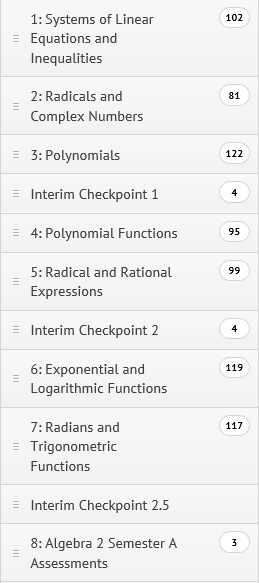 1: Systems of Linear
Equations and
Inequalities
102
2: Radicals and
Complex Numbers
81
3: Polynomials
122
Interim Checkpoint 1
4
4: Polynomial Functions
95
5: Radical and Rational
Expressions
99
Interim Checkpoint 2
4
6: Exponential and
Logarithmic Functions
119
7: Radians and
Trigonometric
Functions
117
Interim Checkpoint 2.5
8: Algebra 2 Semester A
Assessments
3